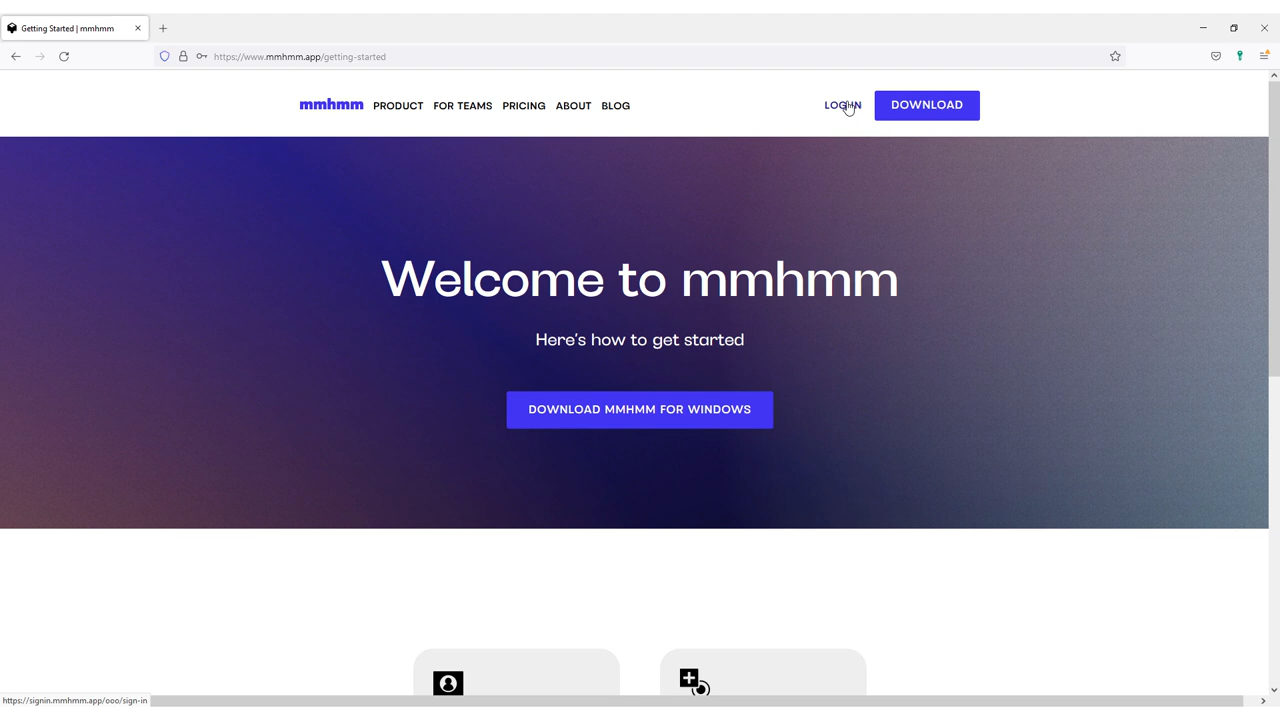 Getting Started | mmhmm
https://www.mmhmm.app/getting-started
mmhmm PRODUCT FOR TEAMS PRICING ABOUT BLOG LOGIN DOWNLOAD
Welcome to mmhmm
Here's how to get started
DOWNLOAD MMHMM FOR WINDOWS
https://signin.mmhmm.app/ooo/sign-in